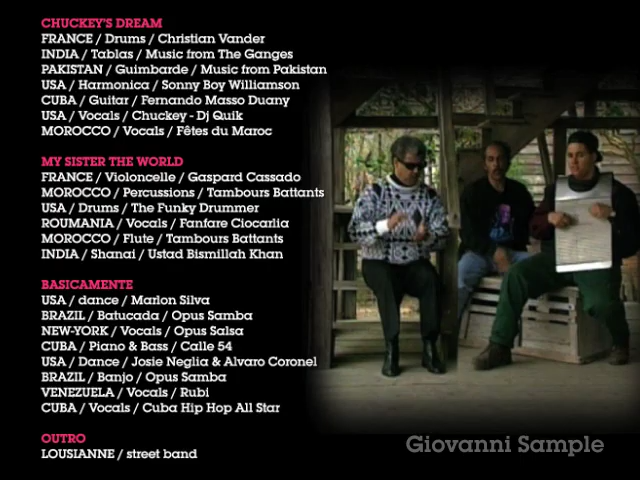 CHUCKEY'S DREAM
FRANCE / Drums / Christian Vander
INDIA / Tablas / Music from The Ganges
PAKISTAN / Guimbarde / Music from Pakistan
USA / Harmonica / Sonny Boy Williamson
CUBA / Guitar / Fernando Masso Duany
USA / Vocals / Chuckey - Dj Quik
MOROCCO / Vocals / Fêtes du Maroc
MY SISTER THE WORLD
FRANCE / Violoncelle / Gaspard Cassado
MOROCCO / Percussions / Tambours Battants
USA / Drums / The Funky Drummer
ROUMANIA / Vocals / Fanfare Ciocarlia
MOROCCO / Flute / Tambours Battants
INDIA / Shanai / Ustad Bismillah Khan
BASICAMENTE
USA / dance / Marlon Silva
BRAZIL / Batucada / Opus Samba
NEW-YORK / Vocals / Opus Salsa
CUBA / Piano & Bass / Calle 54
USA / Dance / Josie Neglia & Alvaro Coronel
BRAZIL / Banjo / Opus Samba
VENEZUELA / Vocals / Rubi
CUBA / Vocals / Cuba Hip Hop All Star
OUTRO
LOUSIANNE / street band
Giovanni Sample